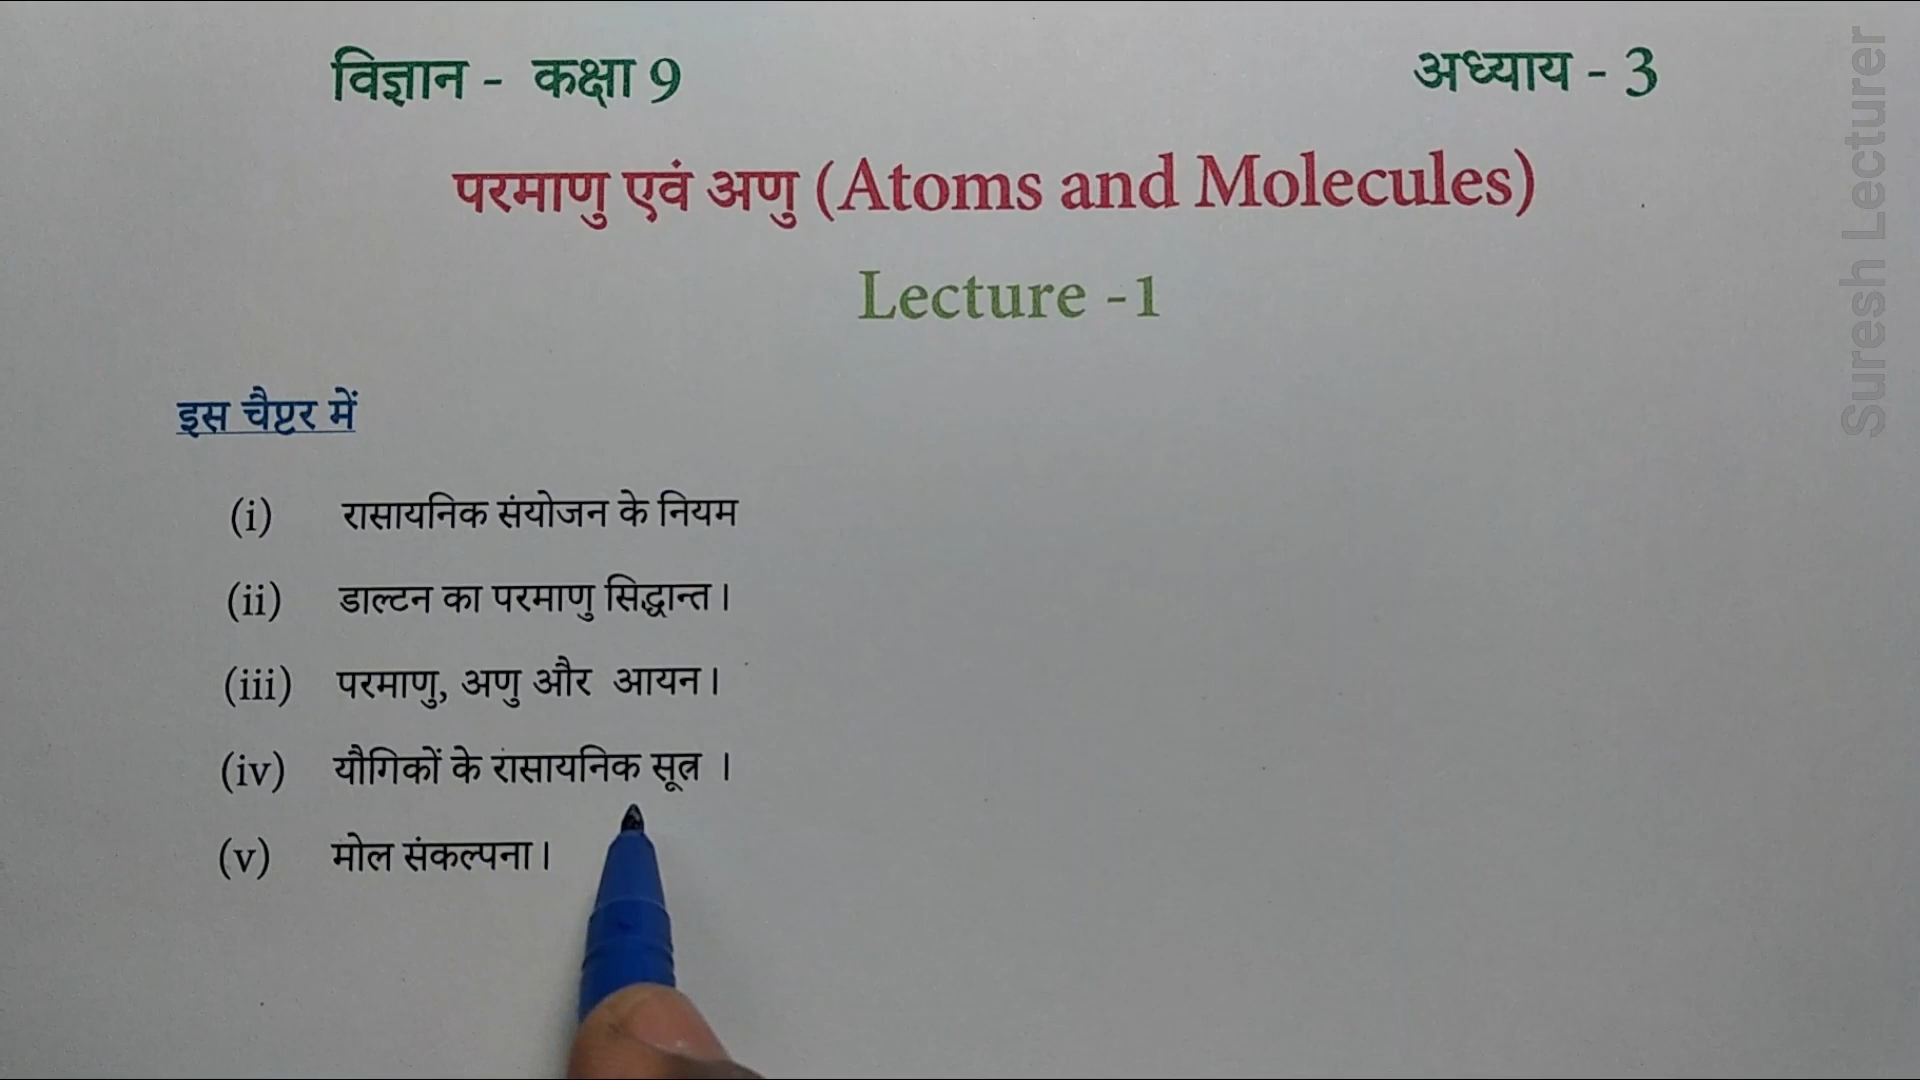 विज्ञान - कक्षा 9
अध्याय - 3
परमाणु एवं अणु (Atoms and Molecules)
Lecture -1
इस चैप्टर में
(i) रासायनिक संयोजन के नियम
(ii) डाल्टन का परमाणु सिद्धान्त।
(iii) परमाणु, अणु और आयन।
(iv) यौगिकों के रासायनिक सूत्र ।
(v) मोल संकल्पना।
Suresh Lecturer